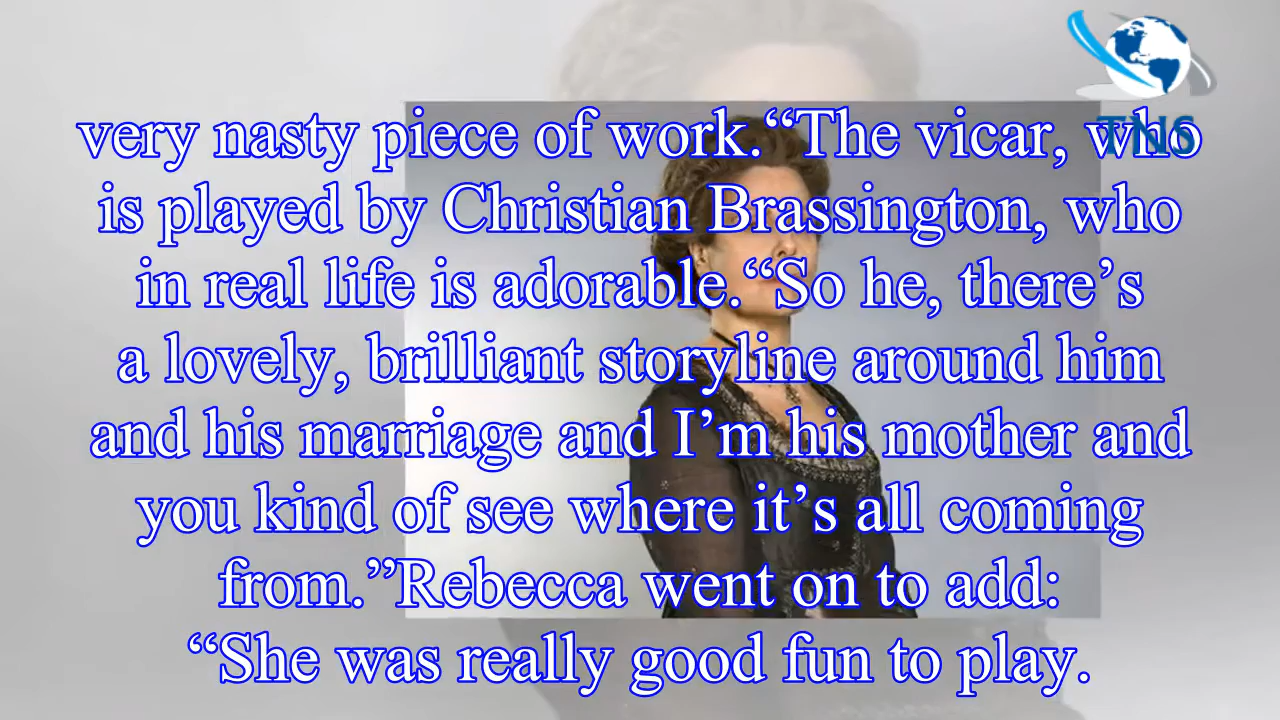 TNS
very nasty piece of work.“The vicar, who
is played by Christian Brassington, who
in real life is adorable.“So he, there’s
a lovely, brilliant storyline around him
and his marriage and I’m his mother and
you kind of see where it’s all coming
from.”Rebecca went on to add:
“She was really good fun to play.